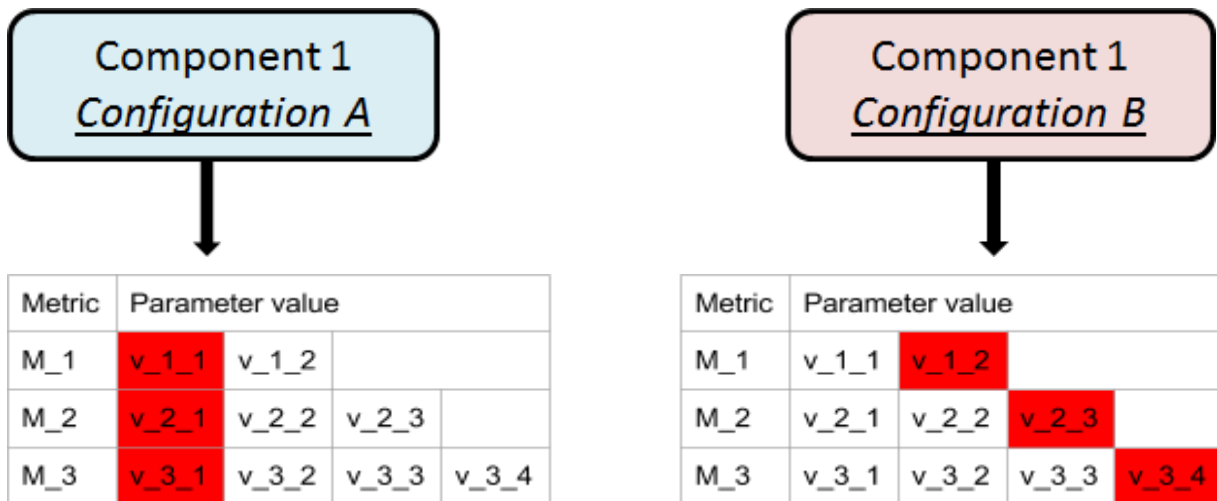 Component 1
Configuration A
Component 1
Configuration B
Metric Parameter value
M_1 v_1_1 v_1_2
M_2 v_2_1 v_2_2 v_2_3
M_3 v_3_1 v_3_2 v_3_3 v_3_4
Metric Parameter value
M_1 v_1_1 v_1_2
M_2 v_2_1 v_2_2 v_2_3
M_3 v_3_1 v_3_2 v_3_3 v_3_4